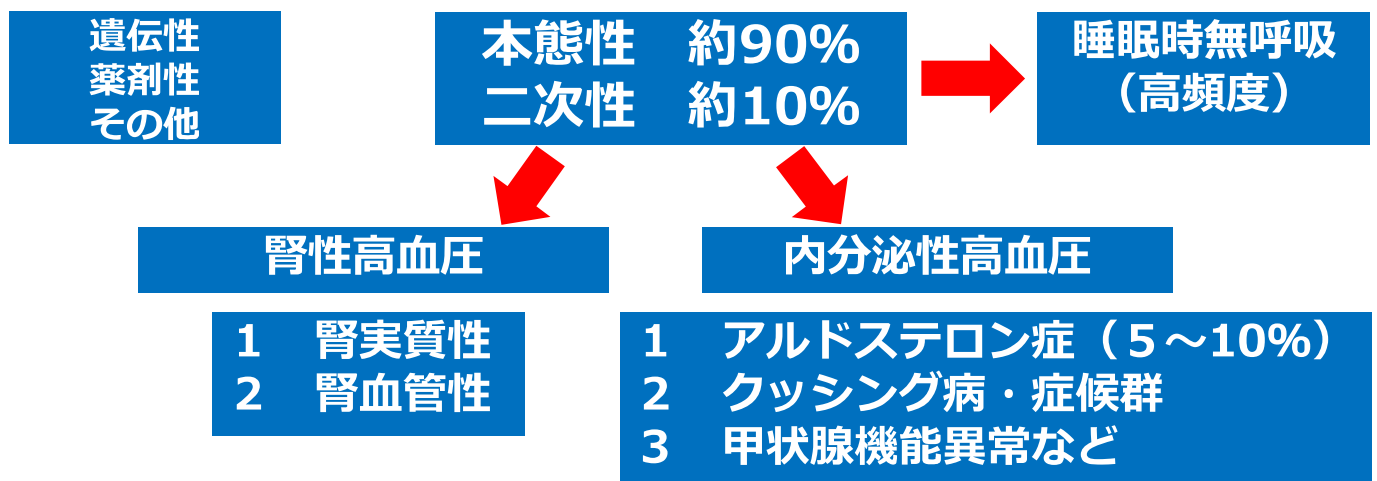 遺伝性
薬剤性
その他
本態性　約90%
二次性　約10%
睡眠時無呼吸
（高頻度）
腎性高血圧
内分泌性高血圧
1　腎実質性
2　腎血管性
1　アルドステロン症（５～10%）
2　クッシング病・症候群
3　甲状腺機能異常など